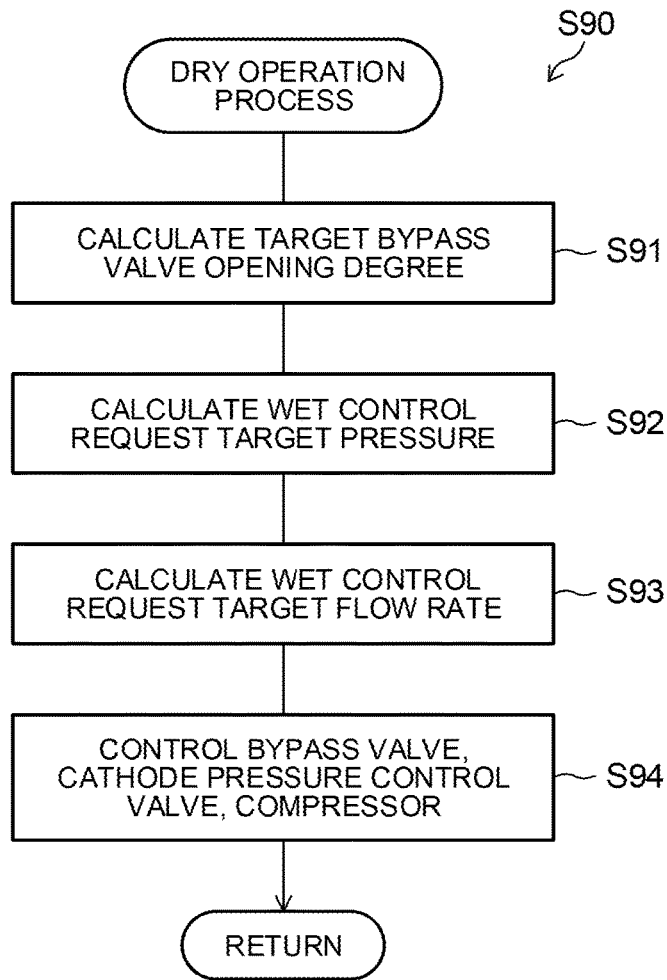 S90
DRY OPERATION
PROCESS
CALCULATE TARGET BYPASS
VALVE OPENING DEGREE
S91
CALCULATE WET CONTROL
REQUEST TARGET PRESSURE
S92
CALCULATE WET CONTROL
REQUEST TARGET FLOW RATE
S93
CONTROL BYPASS VALVE,
CATHODE PRESSURE CONTROL
VALVE, COMPRESSOR
S94
RETURN